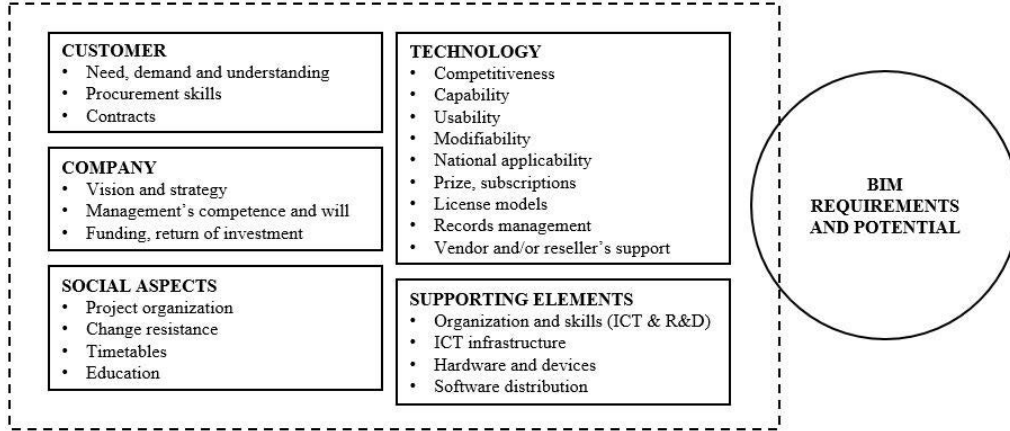 CUSTOMER
• Need, demand and understanding
• Procurement skills
• Contracts
COMPANY
• Vision and strategy
• Management’s competence and will
• Funding, return of investment
SOCIAL ASPECTS
• Project organization
• Change resistance
• Timetables
• Education
TECHNOLOGY
• Competitiveness
• Capability
• Usability
• Modifiability
• National applicability
• Prize, subscriptions
• License models
• Records management
• Vendor and/or reseller’s support
SUPPORTING ELEMENTS
• Organization and skills (ICT & R&D)
• ICT infrastructure
• Hardware and devices
• Software distribution
BIM
REQUIREMENTS
AND POTENTIAL